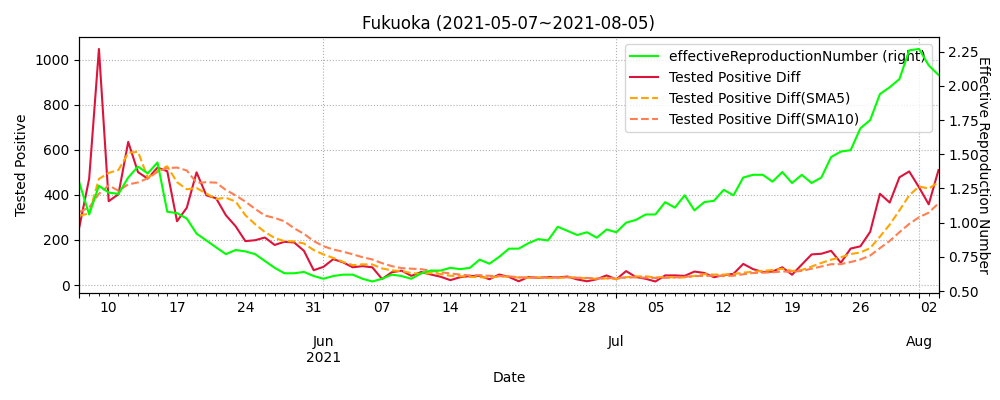 Fukuoka (2021-05-07~2021-08-05)
effectiveReproductionNumber (right)
Tested Positive Diff
Tested Positive Diff(SMA5)
Tested Positive Diff(SMA10)
Tested Positive
1000
800
600
400
200
0
Effective Reproduction Number
2.25
2.00
1.75
1.50
1.25
1.00
0.75
0.50
10 17 24 31 07 14 21 28 05 12 19 26 02
Jun Jul Aug
2021
Date